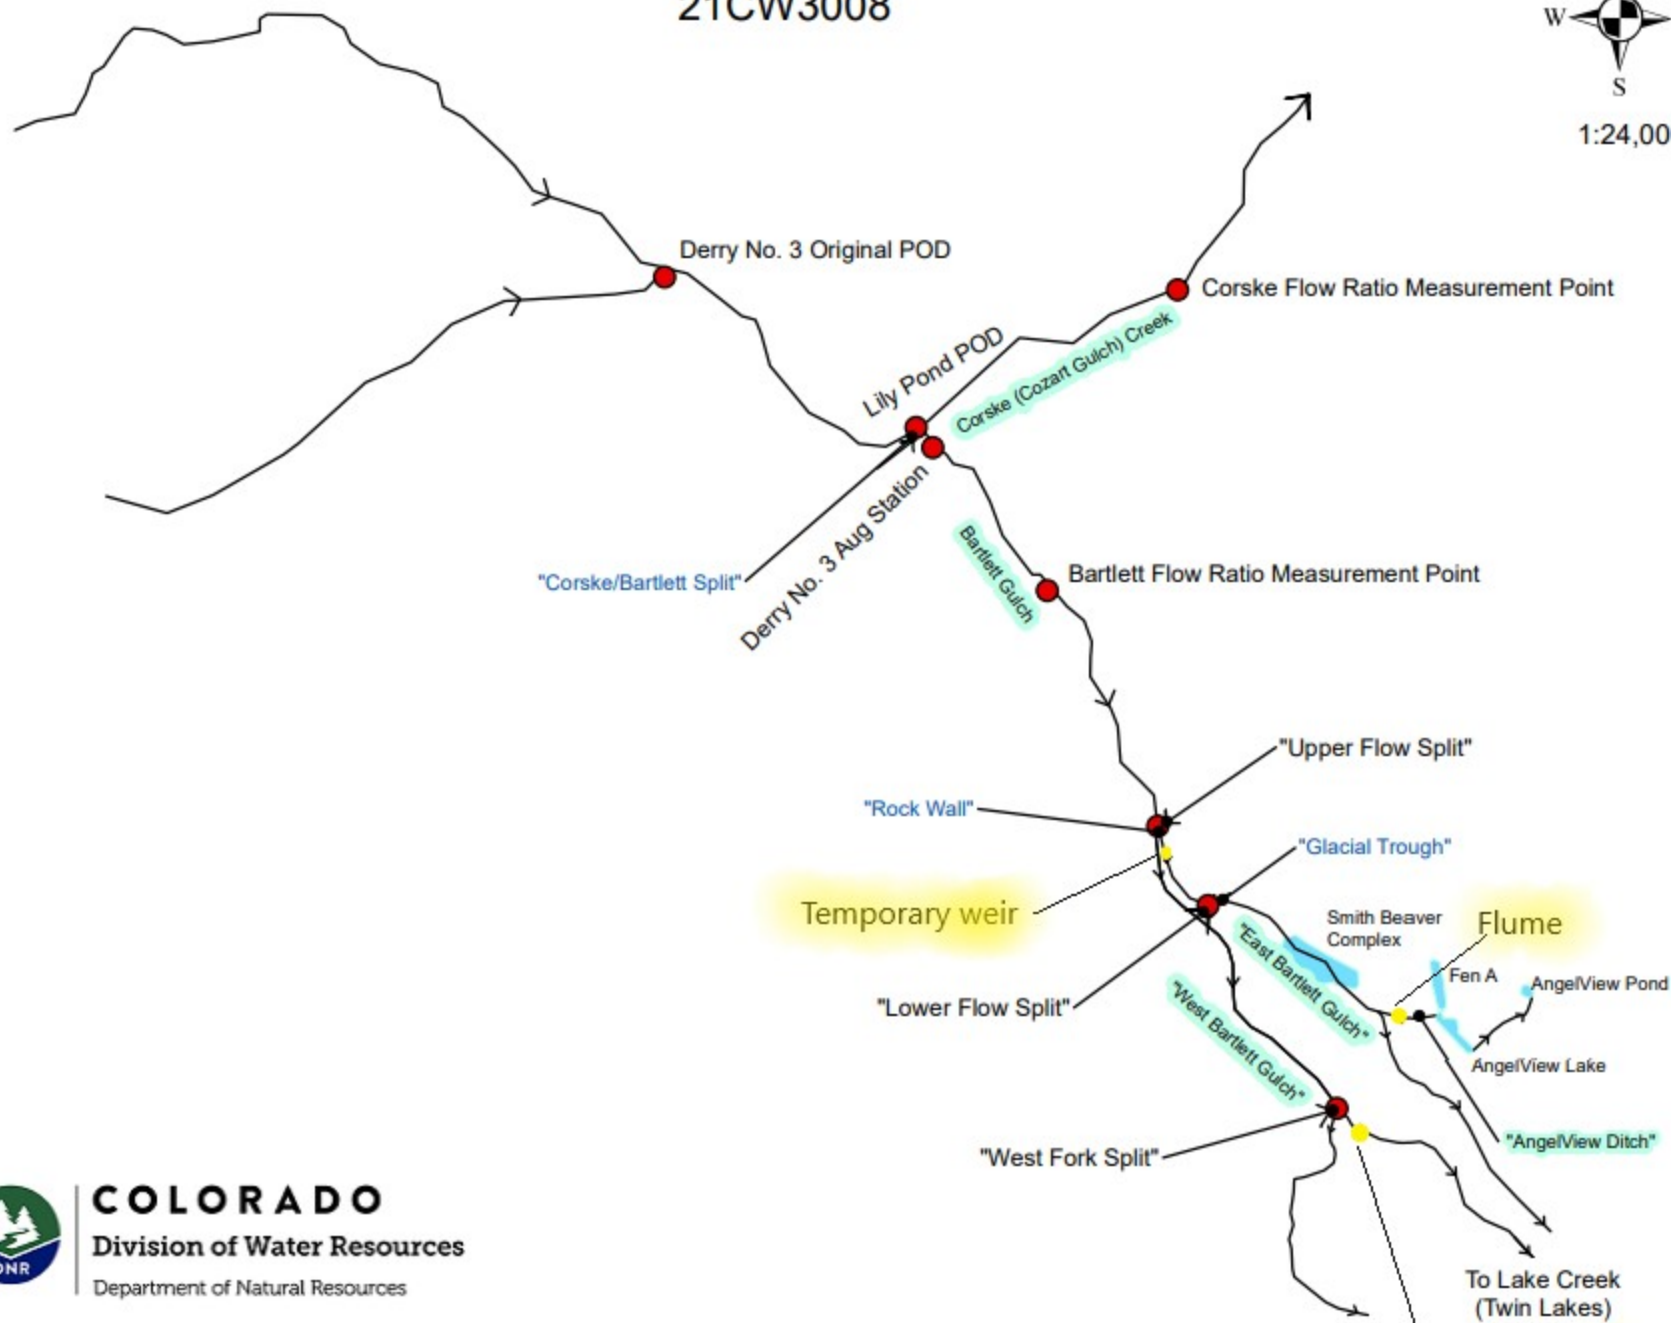 21CW3008
W
S
1:24,00
Derry No. 3 Original POD
Corske Flow Ratio Measurement Point
Lily Pond POD
Corske (Cozart Gulch) Creek
"Corske/Bartlett Split"
Derry No. 3 Aug Station
Bartlett Gulch
Bartlett Flow Ratio Measurement Point
"Upper Flow Split"
"Rock Wall"
"Glacial Trough"
Temporary weir
Smith Beaver
Complex
Flume
"East Bartlett Gulch"
Fen A
AngelView Pond
"Lower Flow Split"
"West Bartlett Gulch"
AngelView Lake
"AngelView Ditch"
"West Fork Split"
To Lake Creek
(Twin Lakes)
DNR
COLORADO
Division of Water Resources
Department of Natural Resources